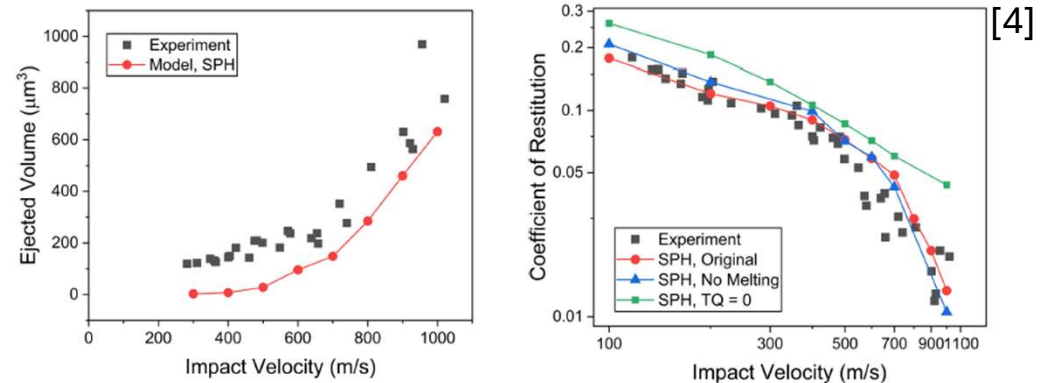 Ejected Volume (μm³)
1000
800
600
400
200
0
Experiment
Model, SPH
0
200
400
600
800
1000
Impact Velocity (m/s)
Coefficient of Restitution
0.3
0.2
0.1
0.05
0.01
Experiment
SPH, Original
SPH, No Melting
SPH, TQ = 0
100
300
500
700
900
1100
Impact Velocity (m/s)
[4]